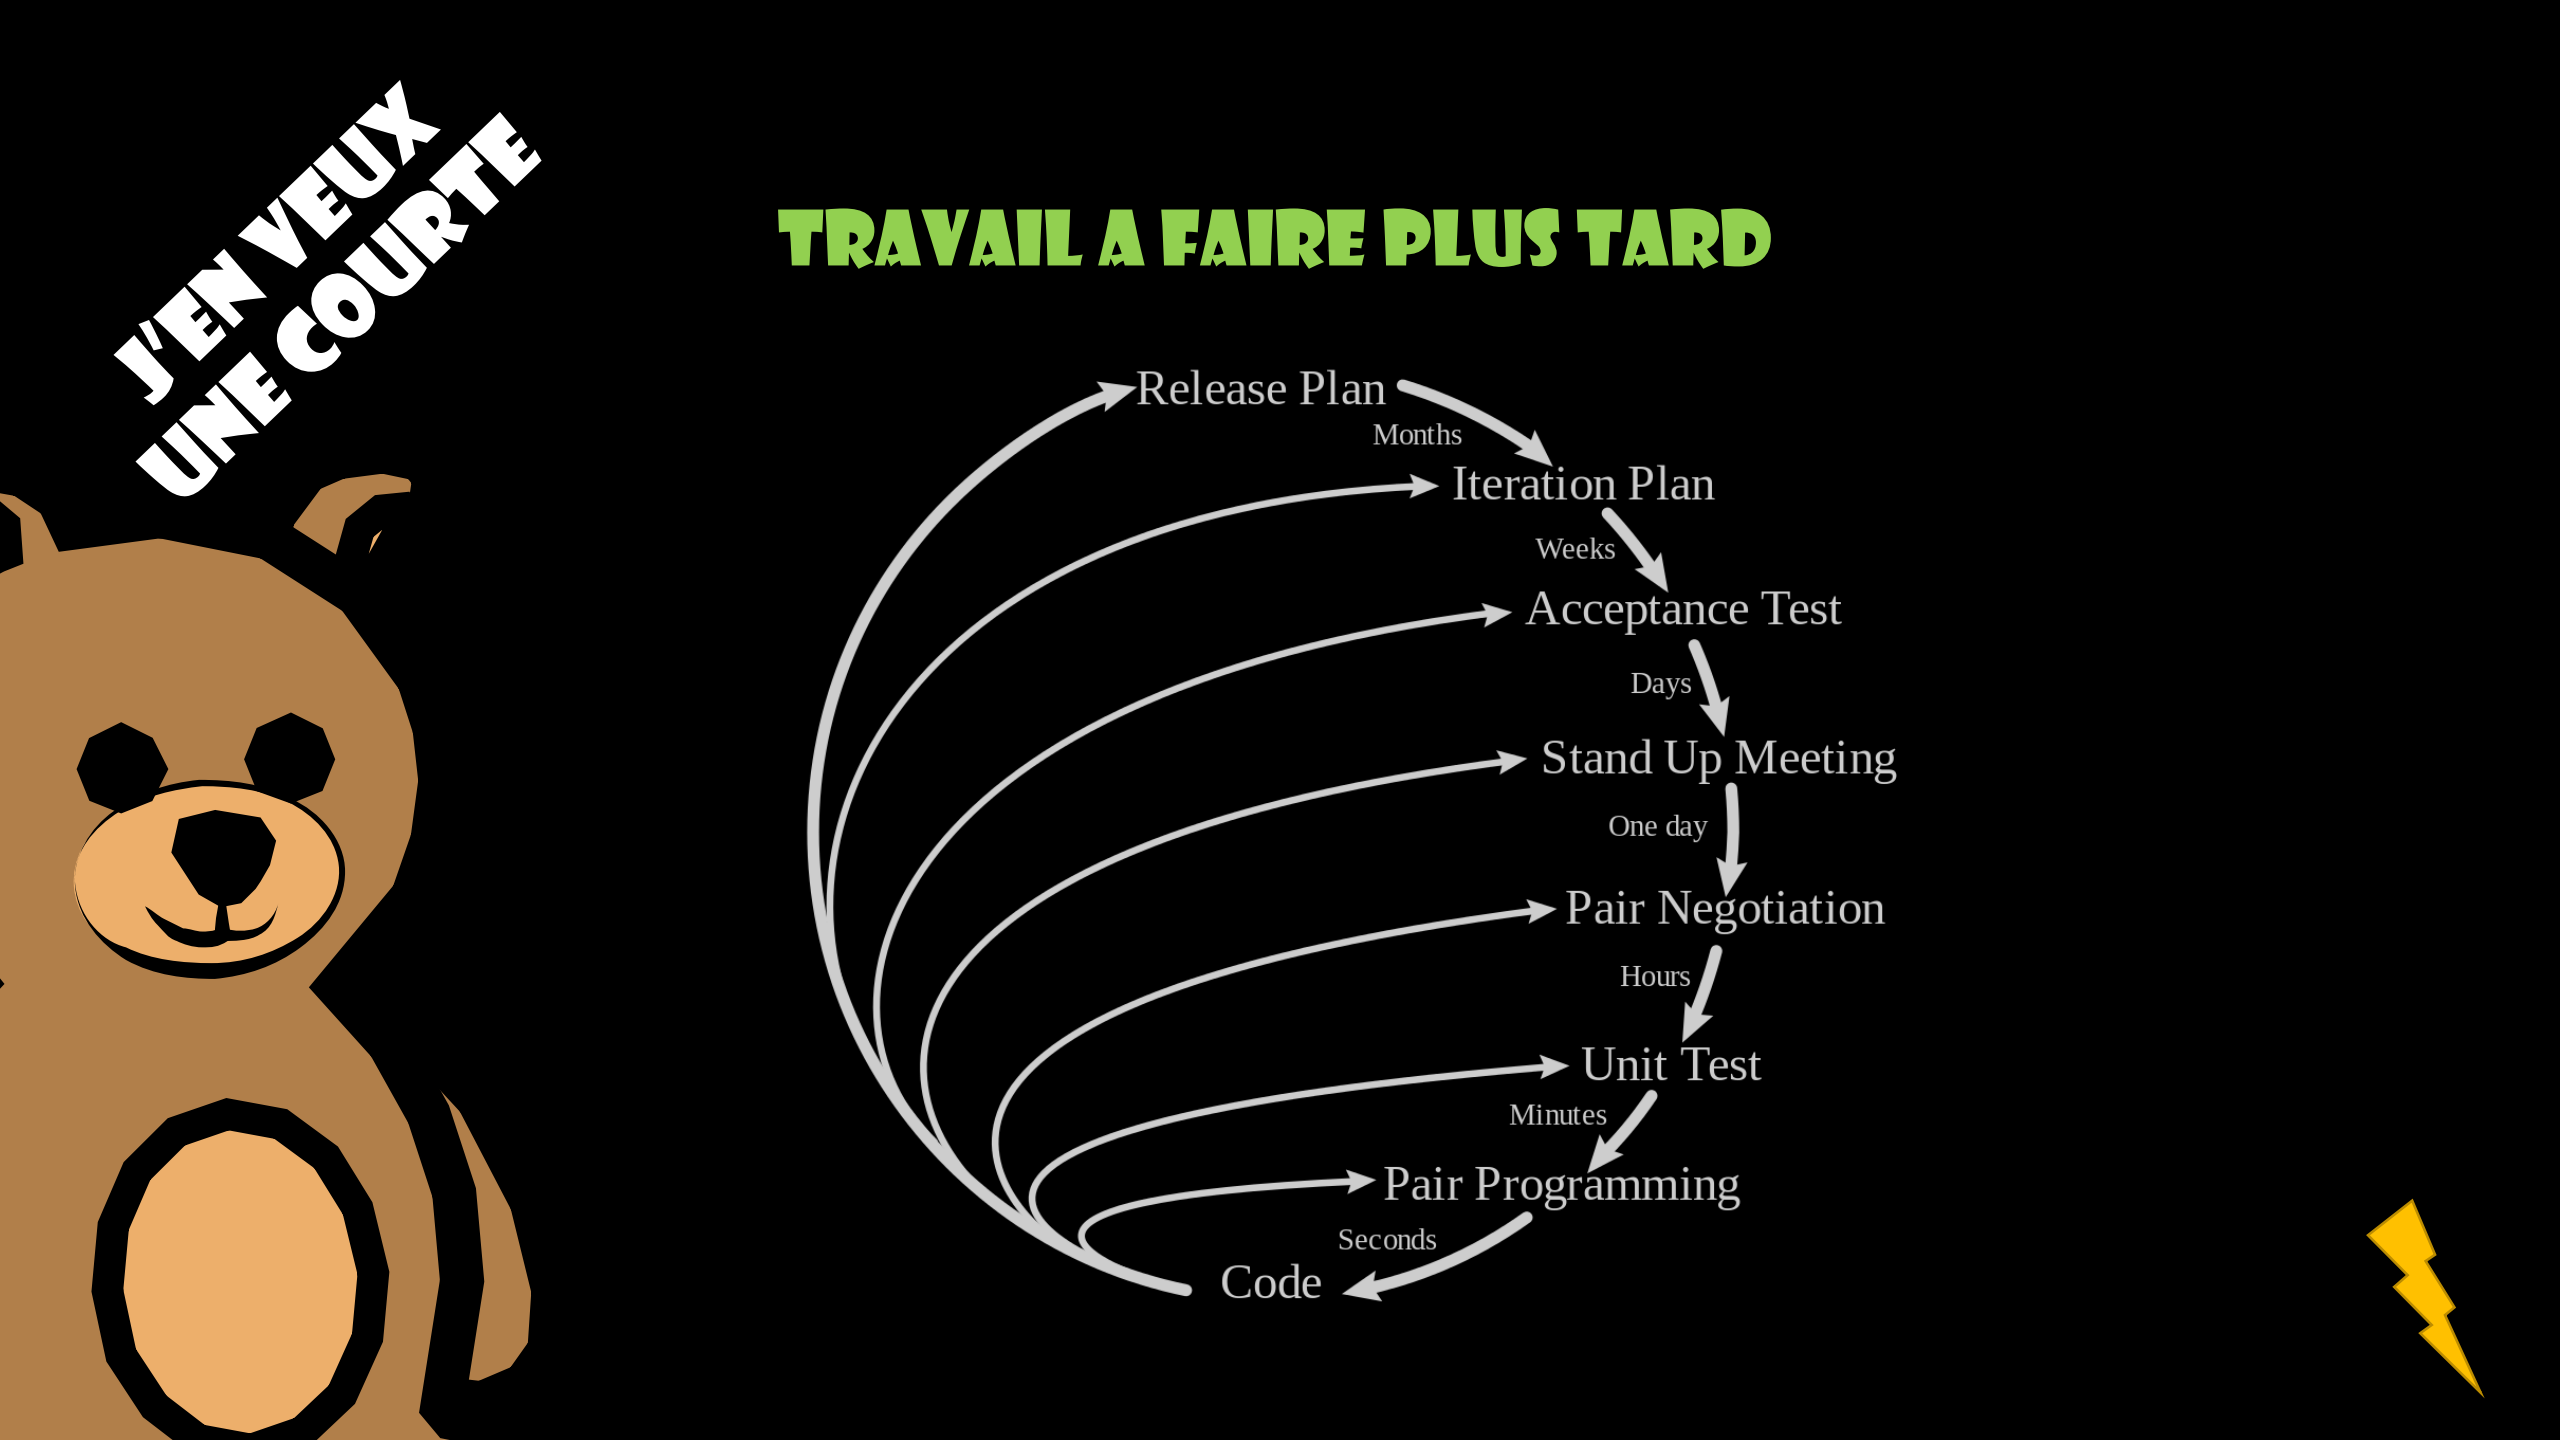 J'EN VEUX
UNE COURTE
TRAVAIL A FAIRE PLUS TARD
Release Plan
Months
Iteration Plan
Weeks
Acceptance Test
Days
Stand Up Meeting
One day
Pair Negotiation
Hours
Unit Test
Minutes
Pair Programming
Seconds
Code